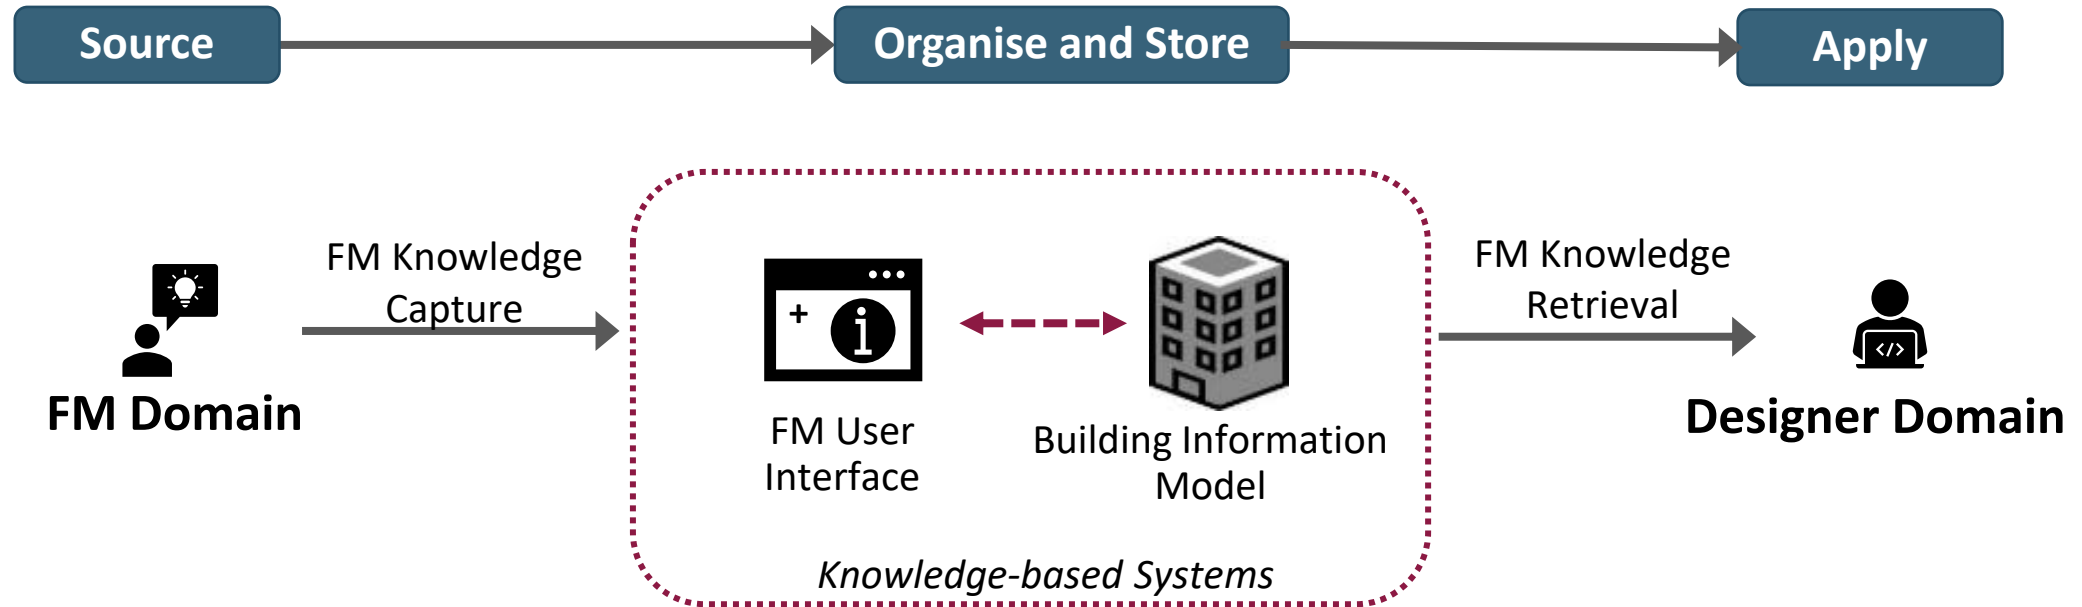 Source
Organise and Store
Apply
FM Knowledge
Capture
FM Knowledge
Retrieval
FM Domain
FM User
Interface
Building Information
Model
Designer Domain
Knowledge-based Systems